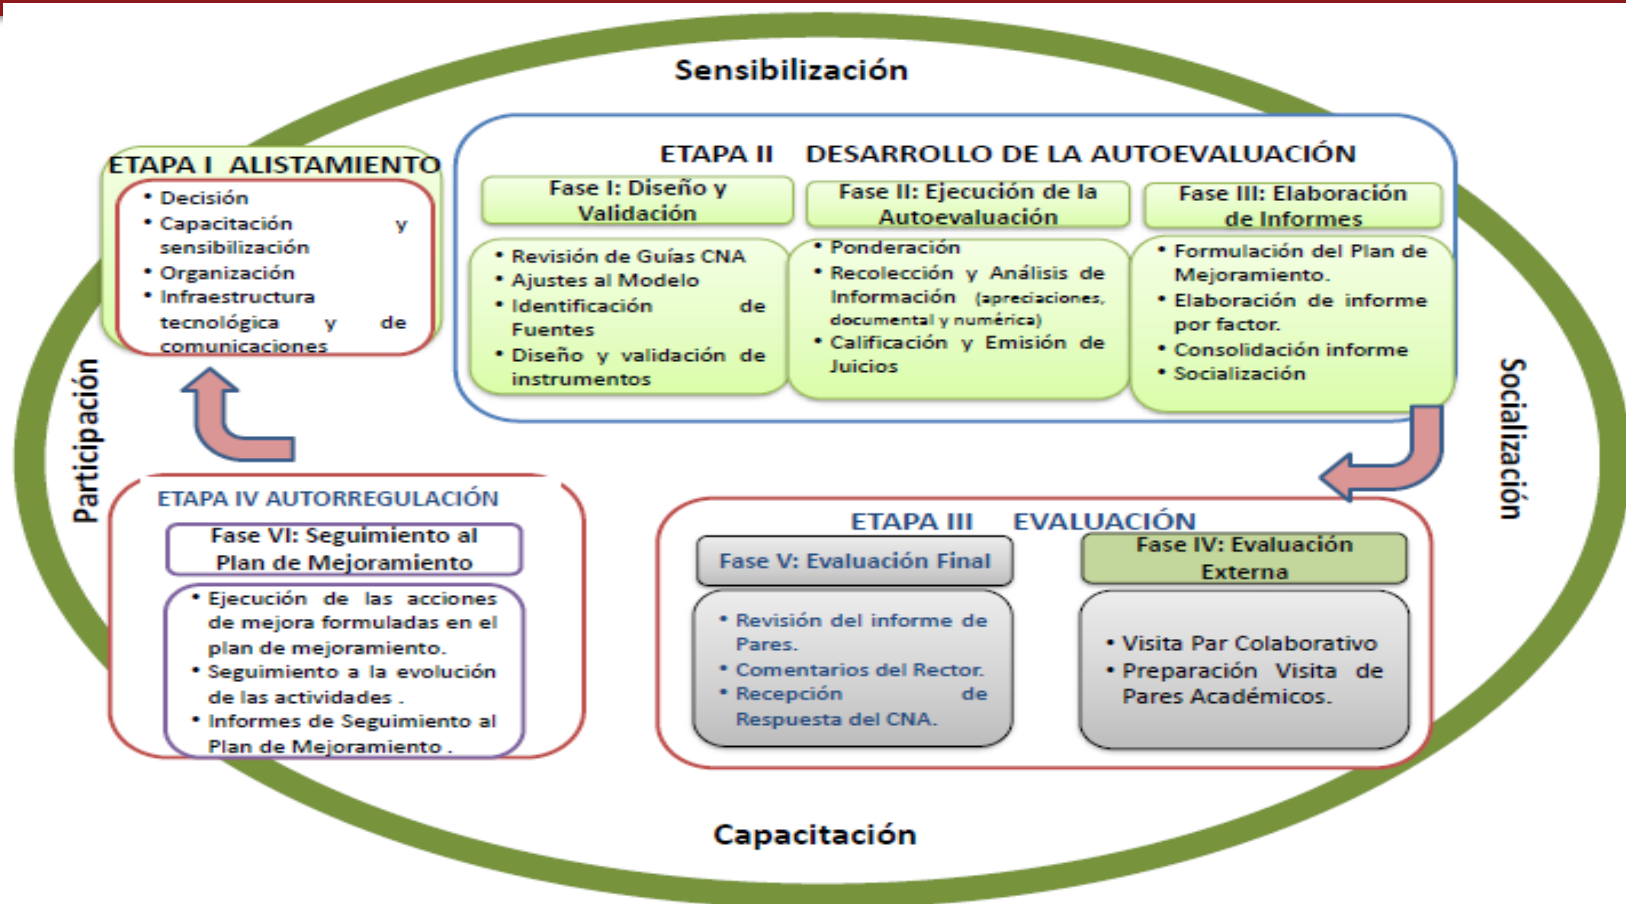 Sensibilización
ETAPA I ALISTAMIENTO
• Decisión
• Capacitación y
sensibilización
• Organización
• Infraestructura
tecnológica y de
comunicaciones
ETAPA II DESARROLLO DE LA AUTOEVALUACIÓN
Fase I: Diseño y
Validación
• Revisión de Guías CNA
• Ajustes al Modelo
• Identificación de
Fuentes
• Diseño y validación de
instrumentos
Fase II: Ejecución de la
Autoevaluación
• Ponderación
• Recolección y Análisis de
Información (apreciaciones,
documental y numérica)
• Calificación y Emisión de
Juicios
Fase III: Elaboración
de Informes
• Formulación del Plan de
Mejoramiento.
• Elaboración de informe
por factor.
• Consolidación informe
• Socialización
Participación
Socialización
ETAPA IV AUTORREGULACIÓN
Fase VI: Seguimiento al
Plan de Mejoramiento
• Ejecución de las acciones
de mejora formuladas en el
plan de mejoramiento.
• Seguimiento a la evolución
de las actividades .
• Informes de Seguimiento al
Plan de Mejoramiento .
ETAPA III EVALUACIÓN
Fase V: Evaluación Final
• Revisión del informe de
Pares.
• Comentarios del Rector.
• Recepción de
Respuesta del CNA.
Fase IV: Evaluación
Externa
• Visita Par Colaborativo
• Preparación Visita de
Pares Académicos.
Capacitación